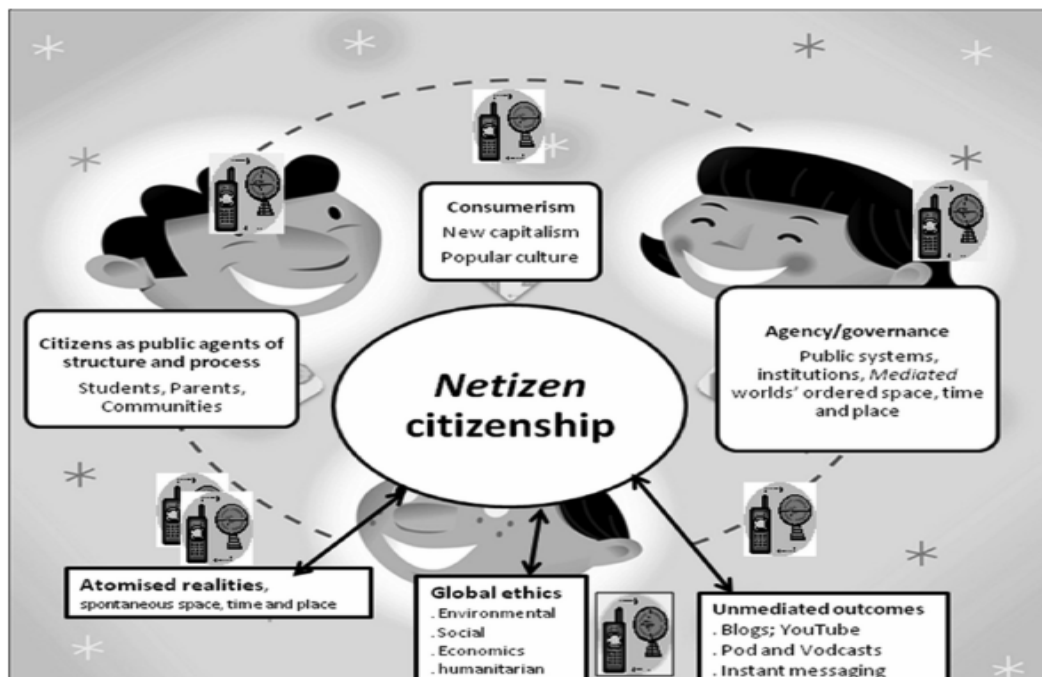 Consumerism
New capitalism
Popular culture
Citizens as public agents of
structure and process
Students, Parents,
Communities
Agency/governance
Public systems,
institutions, Mediated
worlds’ ordered space, time
and place
Netizen
citizenship
Atomised realities,
spontaneous space, time and place
Global ethics
. Environmental
. Social
. Economics
. humanitarian
Unmediated outcomes
. Blogs; YouTube
. Pod and Vodcasts
. Instant messaging